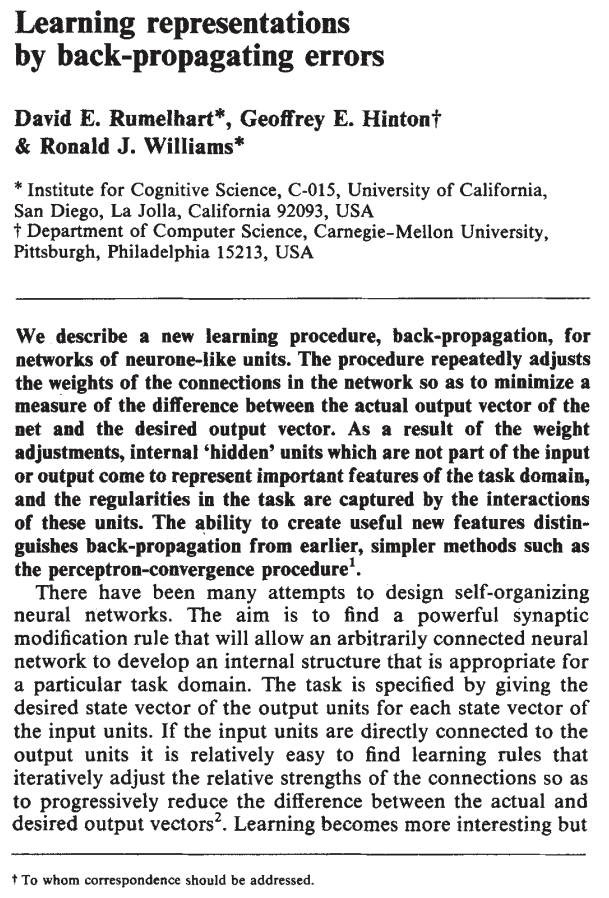 Learning representations
by back-propagating errors
David E. Rumelhart*, Geoffrey E. Hinton†
& Ronald J. Williams*
* Institute for Cognitive Science, C-015, University of California,
San Diego, La Jolla, California 92093, USA
† Department of Computer Science, Carnegie-Mellon University,
Pittsburgh, Philadelphia 15213, USA
We describe a new learning procedure, back-propagation, for
networks of neurone-like units. The procedure repeatedly adjusts
the weights of the connections in the network so as to minimize a
measure of the difference between the actual output vector of the
net and the desired output vector. As a result of the weight
adjustments, internal ‘hidden’ units which are not part of the input
or output come to represent important features of the task domain,
and the regularities in the task are captured by the interactions
of these units. The ability to create useful new features distin-
guishes back-propagation from earlier, simpler methods such as
the perceptron-convergence procedure¹.
There have been many attempts to design self-organizing
neural networks. The aim is to find a powerful synaptic
modification rule that will allow an arbitrarily connected neural
network to develop an internal structure that is appropriate for
a particular task domain. The task is specified by giving the
desired state vector of the output units for each state vector of
the input units. If the input units are directly connected to the
output units it is relatively easy to find learning rules that
iteratively adjust the relative strengths of the connections so as
to progressively reduce the difference between the actual and
desired output vectors². Learning becomes more interesting but
† To whom correspondence should be addressed.